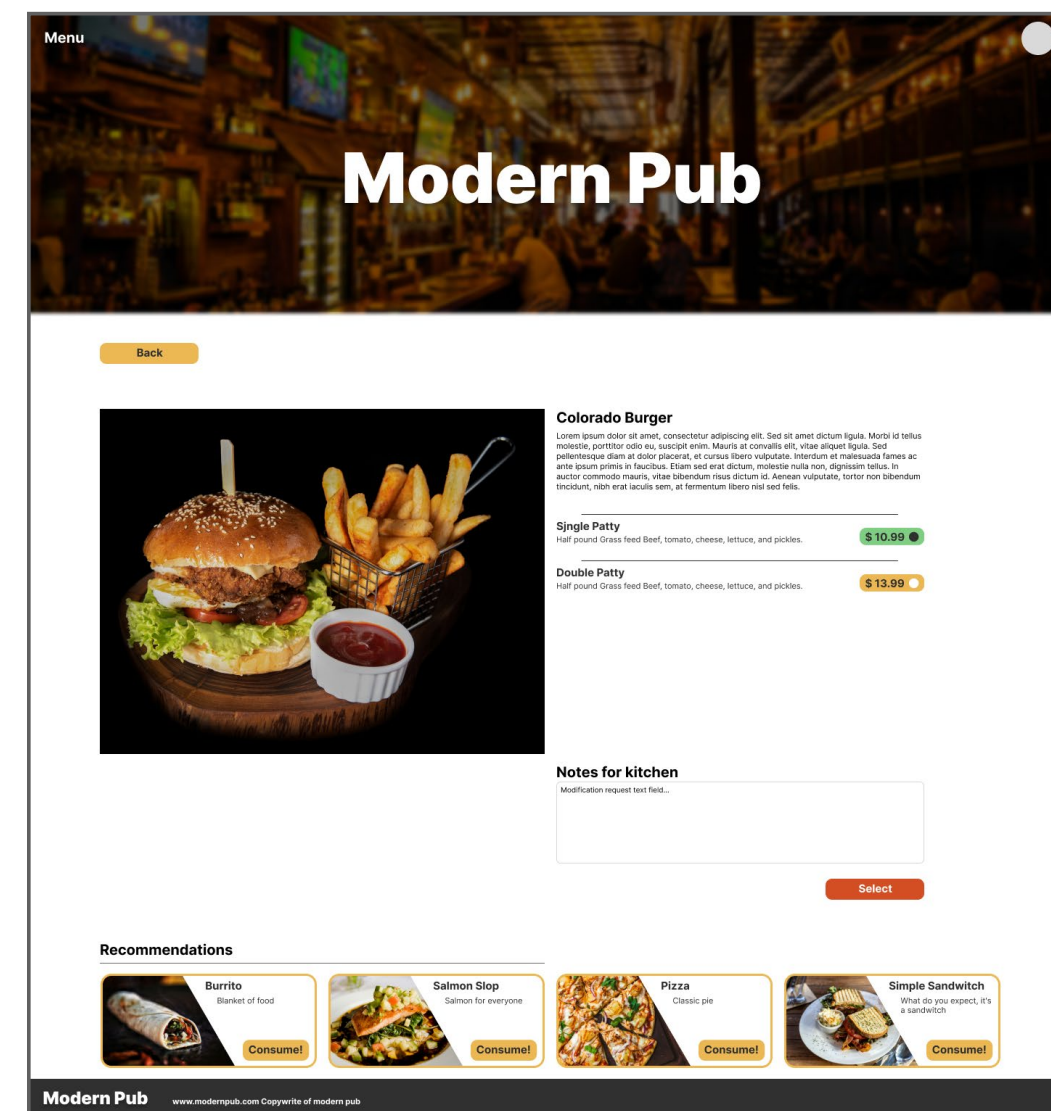 Menu
Modern Pub
Back
Colorado Burger
Lorem ipsum dolor sit amet, consectetur adipiscing elit. Sed sit amet dictum ligula. Morbi id tellus
molestie, porttitor odio eu, suscipit enim. Mauris at convallis elit, vitae aliquet ligula. Sed
pellentesque diam at dolor placerat, et cursus libero vulputate. Interdum et malesuada fames ac
ante ipsum primis in faucibus. Etiam sed erat dictum, molestie nulla non, dignissim tellus. In
auctor commodo mauris, vitae bibendum risus dictum id. Aenean vulputate, tortor non bibendum
tincidunt, nibh erat iaculis sem, at fermentum libero nisl sed felis.
Sjngle Patty
Half pound Grass feed Beef, tomato, cheese, lettuce, and pickles.
$ 10.99
Double Patty
Half pound Grass feed Beef, tomato, cheese, lettuce, and pickles.
$ 13.99
Notes for kitchen
Modification request text field...
Select
Recommendations
Burrito
Blanket of food
Consume!
Salmon Slop
Salmon for everyone
Consume!
Pizza
Classic pie
Consume!
Simple Sandwitch
What do you expect, it's
a sandwitch
Consume!
Modern Pub
www.modernpub.com Copywrite of modern pub